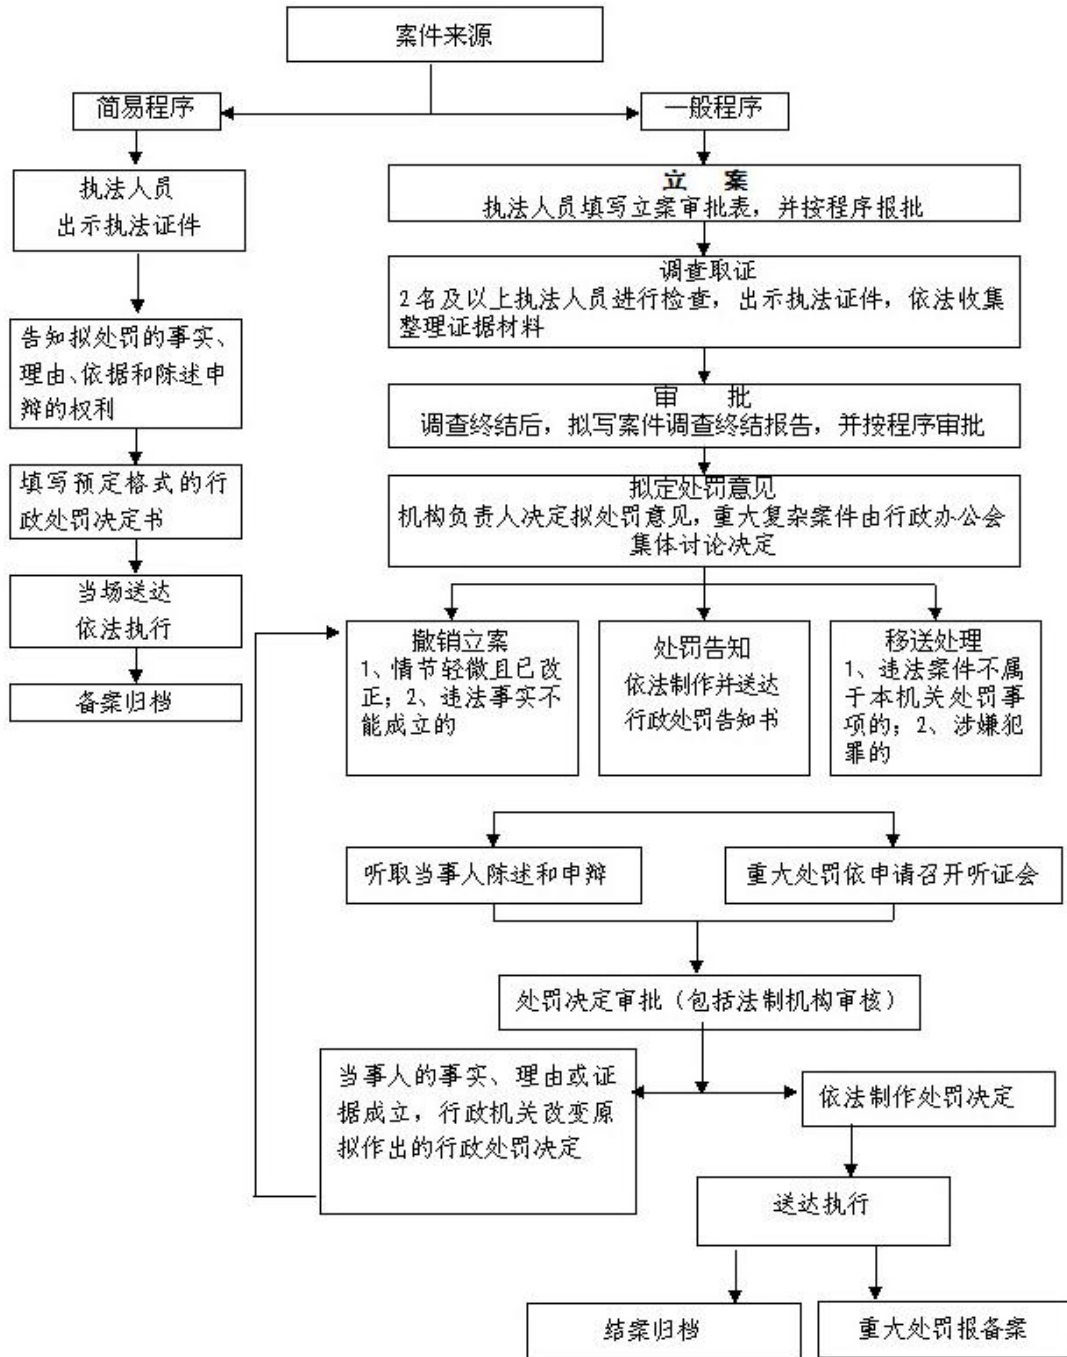 案件来源
简易程序
一般程序
执法人员
出示执法证件
告知拟处罚的事实、
理由、依据和陈述申
辩的权利
填写预定格式的行
政处罚决定书
当场送达
依法执行
备案归档
立 案
执法人员填写立案审批表，并按程序报批
调查取证
2名及以上执法人员进行检查，出示执法证件，依法收集
整理证据材料
审 批
调查终结后，拟写案件调查终结报告，并按程序审批
拟定处罚意见
机构负责人决定拟处罚意见，重大复杂案件由行政办公会
集体讨论决定
撤销立案
1、情节轻微且已改
正；2、违法事实不
能成立的
处罚告知
依法制作并送达
行政处罚告知书
移送处理
1、违法案件不属
于本机关处罚事
项的；2、涉嫌犯
罪的
听取当事人陈述和申辩
重大处罚依申请召开听证会
处罚决定审批（包括法制机构审核）
当事人的事实、理由或证
据成立，行政机关改变原
拟作出的行政处罚决定
依法制作处罚决定
送达执行
结案归档
重大处罚报备案